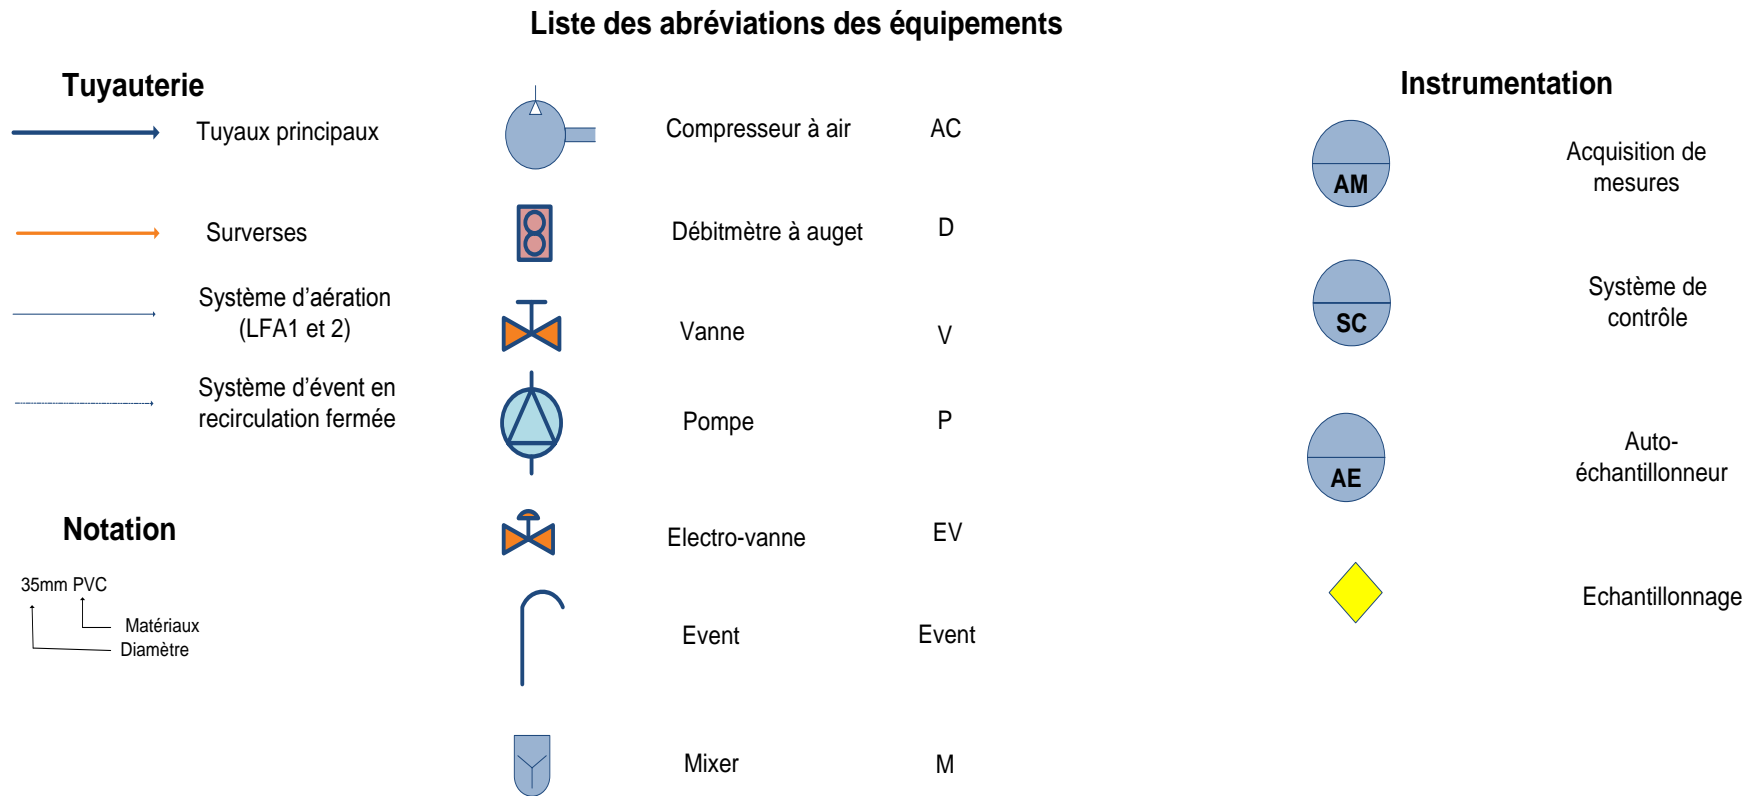 Liste des abréviations des équipements
Tuyauterie
Tuyaux principaux
Surverses
Système d'aération
(LFA1 et 2)
Système d'évent en
recirculation fermée
Notation
35mm PVC
Matériaux
Diamètre
Compresseur à air AC
Débitmètre à auget D
Vanne V
Pompe P
Electro-vanne EV
Event Event
Mixer M
Instrumentation
AM
Acquisition de
mesures
SC
Système de
contrôle
AE
Auto-
échantillonneur
Echantillonnage